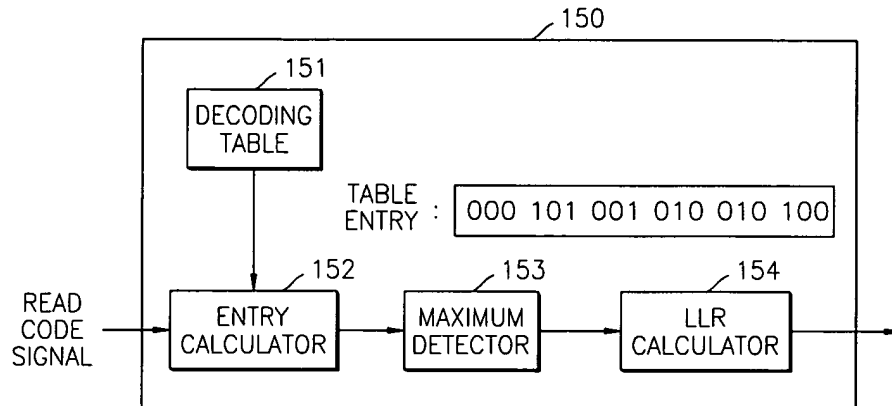 150
151
DECODING
TABLE
TABLE
ENTRY : 000 101 001 010 010 100
152
153
154
READ
CODE
SIGNAL
ENTRY
CALCULATOR
MAXIMUM
DETECTOR
LLR
CALCULATOR